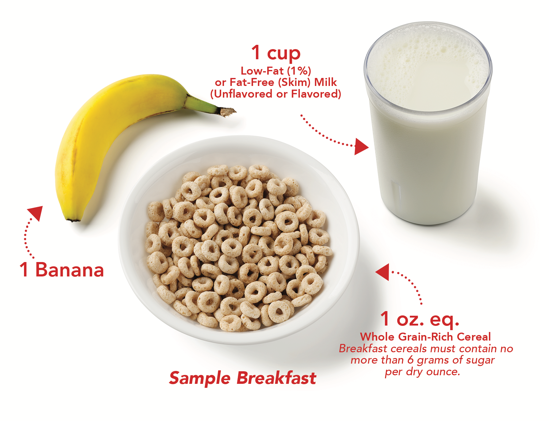 1 cup
Low-Fat (1%)
or Fat-Free (Skim) Milk
(Unflavored or Flavored)
1 Banana
1 oz. eq.
Whole Grain-Rich Cereal
Breakfast cereals must contain no
more than 6 grams of sugar
per dry ounce.
Sample Breakfast